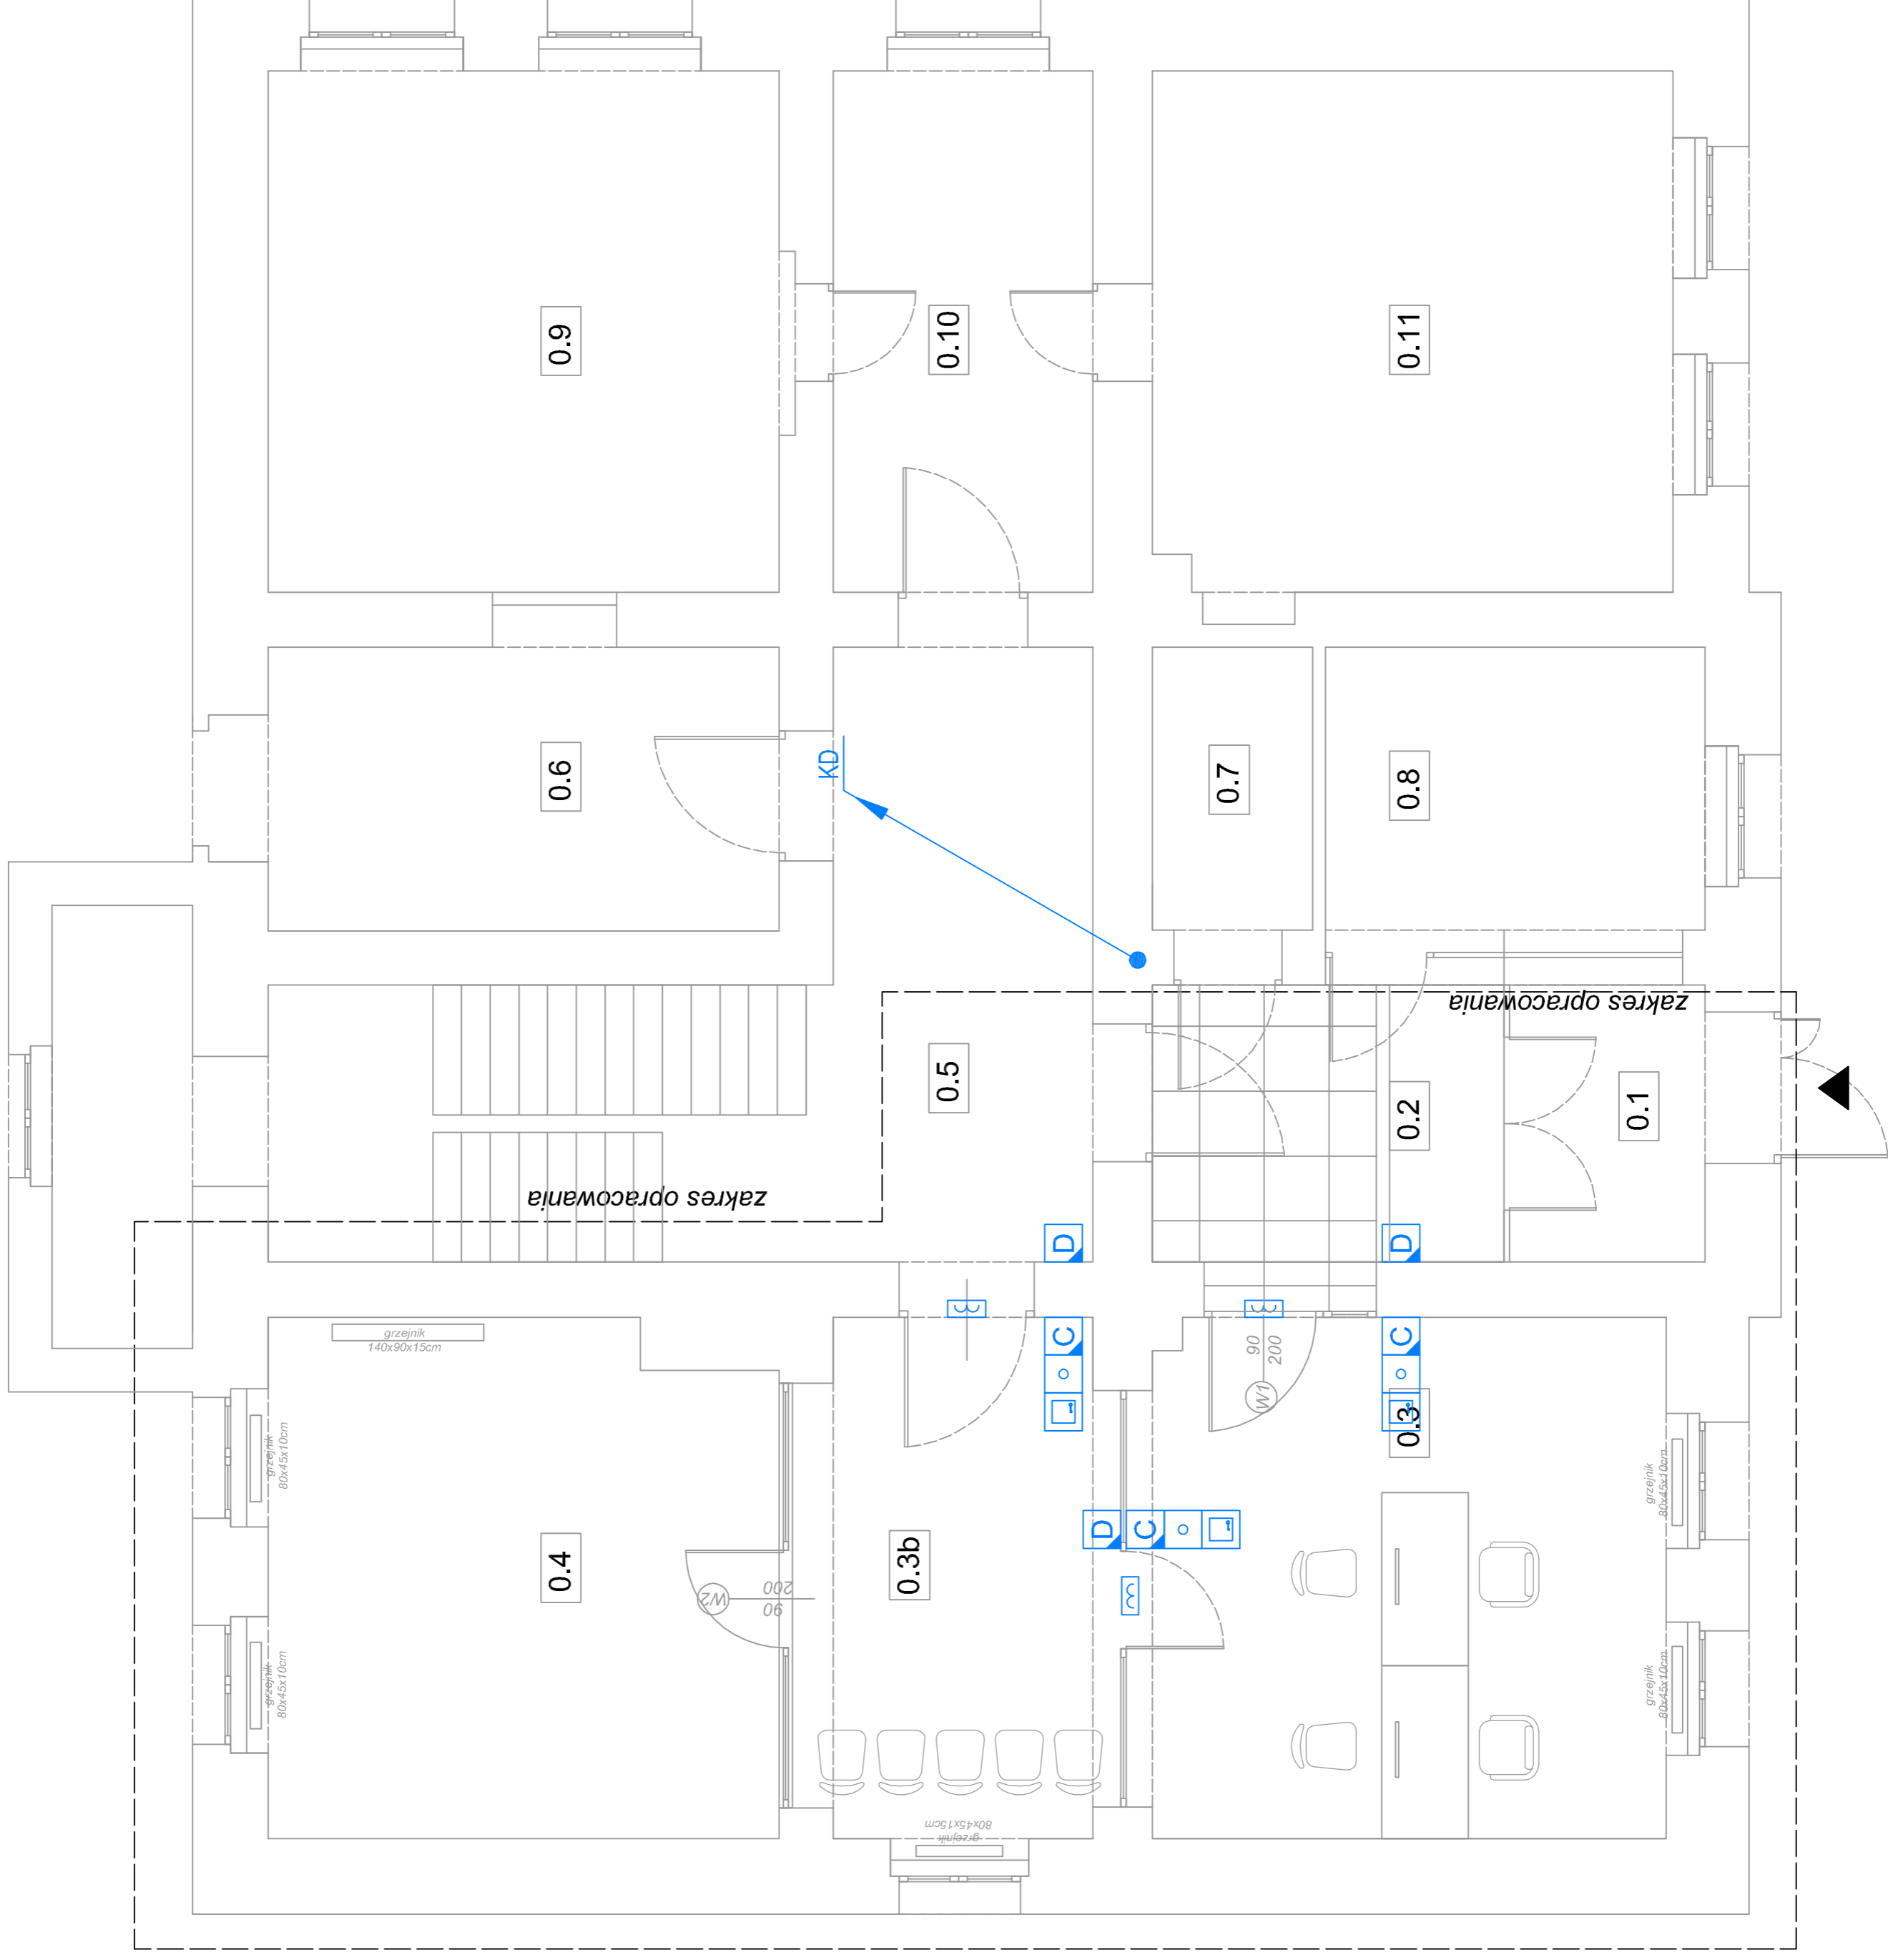 0.9
0.10
0.11
0.6
KD
0.7
0.8
zakres opracowania
0.5
0.2
0.1
zakres opracowania
D
D
grzejnik
140x90x15cm
C
90
200
C
W1
0.3
grzejnik
80x45x10cm
grzejnik
80x45x10cm
D
C
0.4
0.3b
W2
90
200
grzejnik
80x45x10cm
grzejnik
80x45x10cm
grzejnik
80x45x15cm